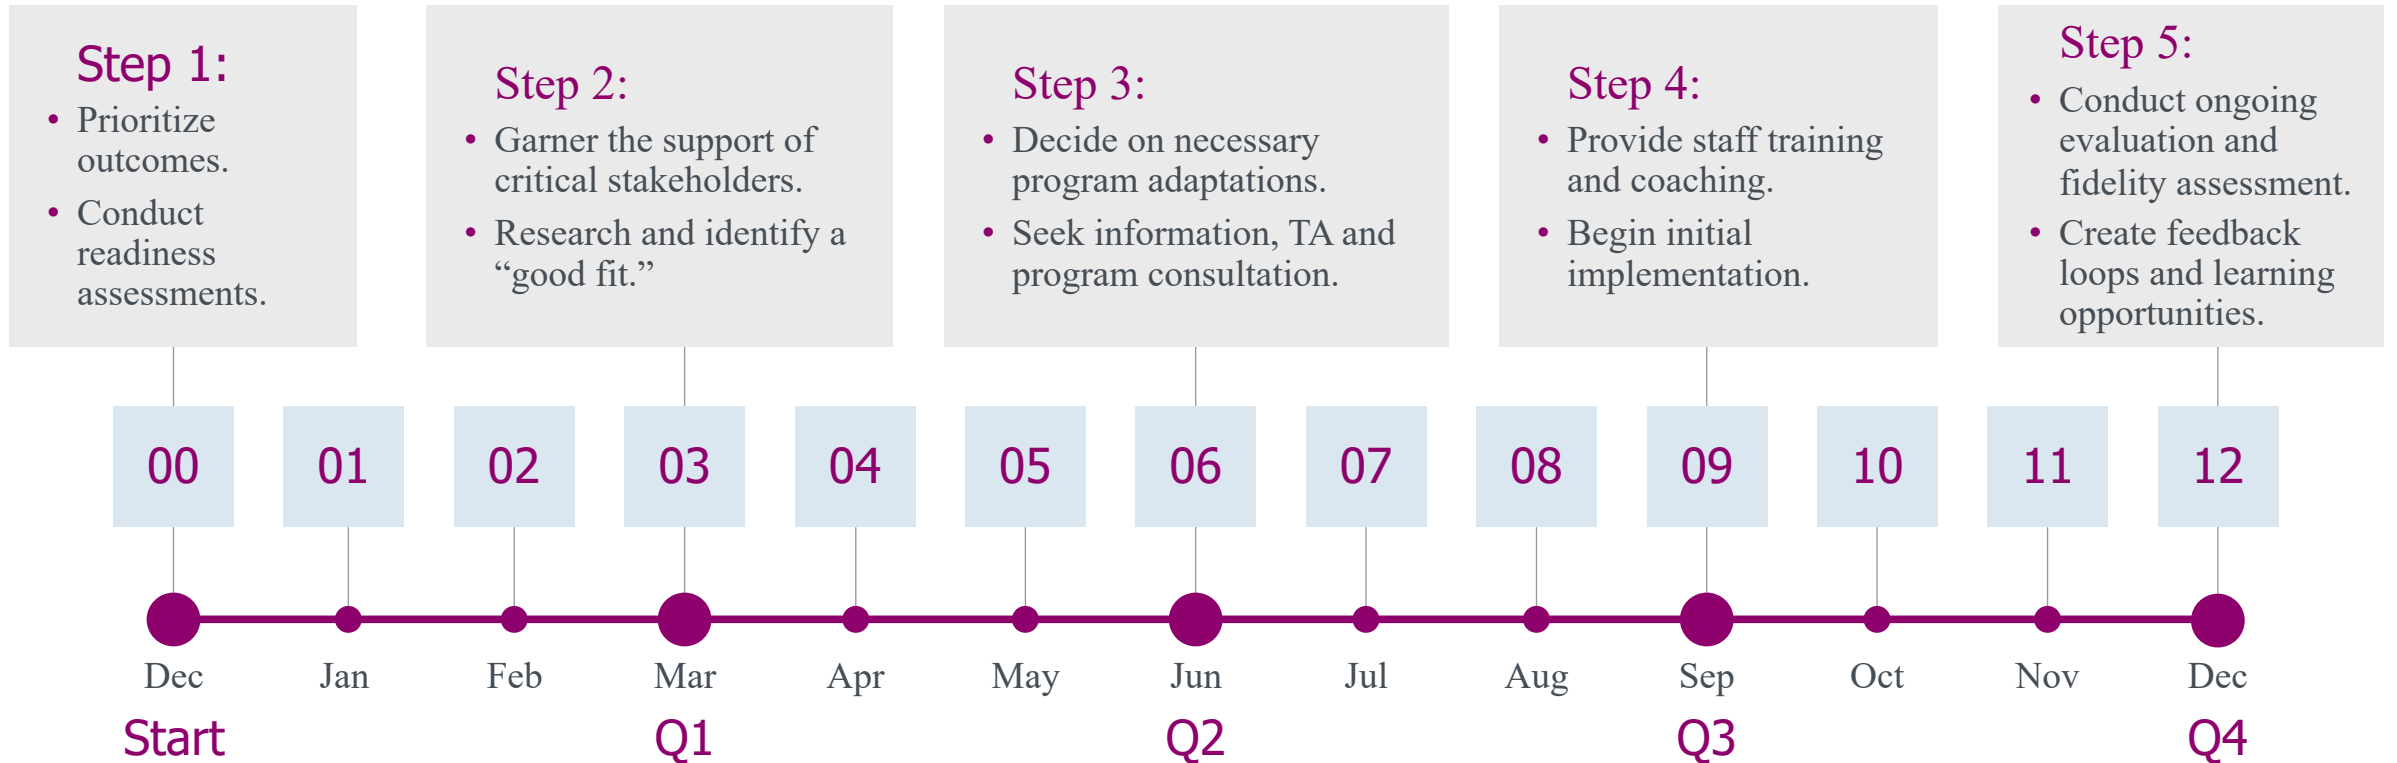 Step 1:
• Prioritize
outcomes.
• Conduct
readiness
assessments.
Step 2:
• Garner the support of
critical stakeholders.
• Research and identify a
“good fit.”
Step 3:
• Decide on necessary
program adaptations.
• Seek information, TA and
program consultation.
Step 4:
• Provide staff training
and coaching.
• Begin initial
implementation.
Step 5:
• Conduct ongoing
evaluation and
fidelity assessment.
• Create feedback
loops and learning
opportunities.
00 01 02 03 04 05 06 07 08 09 10 11 12
Dec Jan Feb Mar Apr May Jun Jul Aug Sep Oct Nov Dec
Start Q1 Q2 Q3 Q4